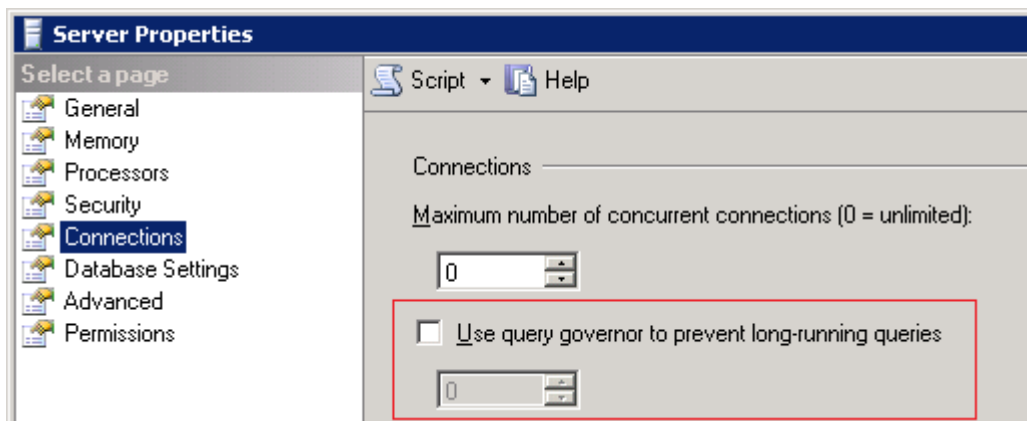 Server Properties
Select a page
General
Memory
Processors
Security
Connections
Database Settings
Advanced
Permissions
Script Help
Connections
Maximum number of concurrent connections (0 = unlimited):
0
Use query governor to prevent long-running queries
0